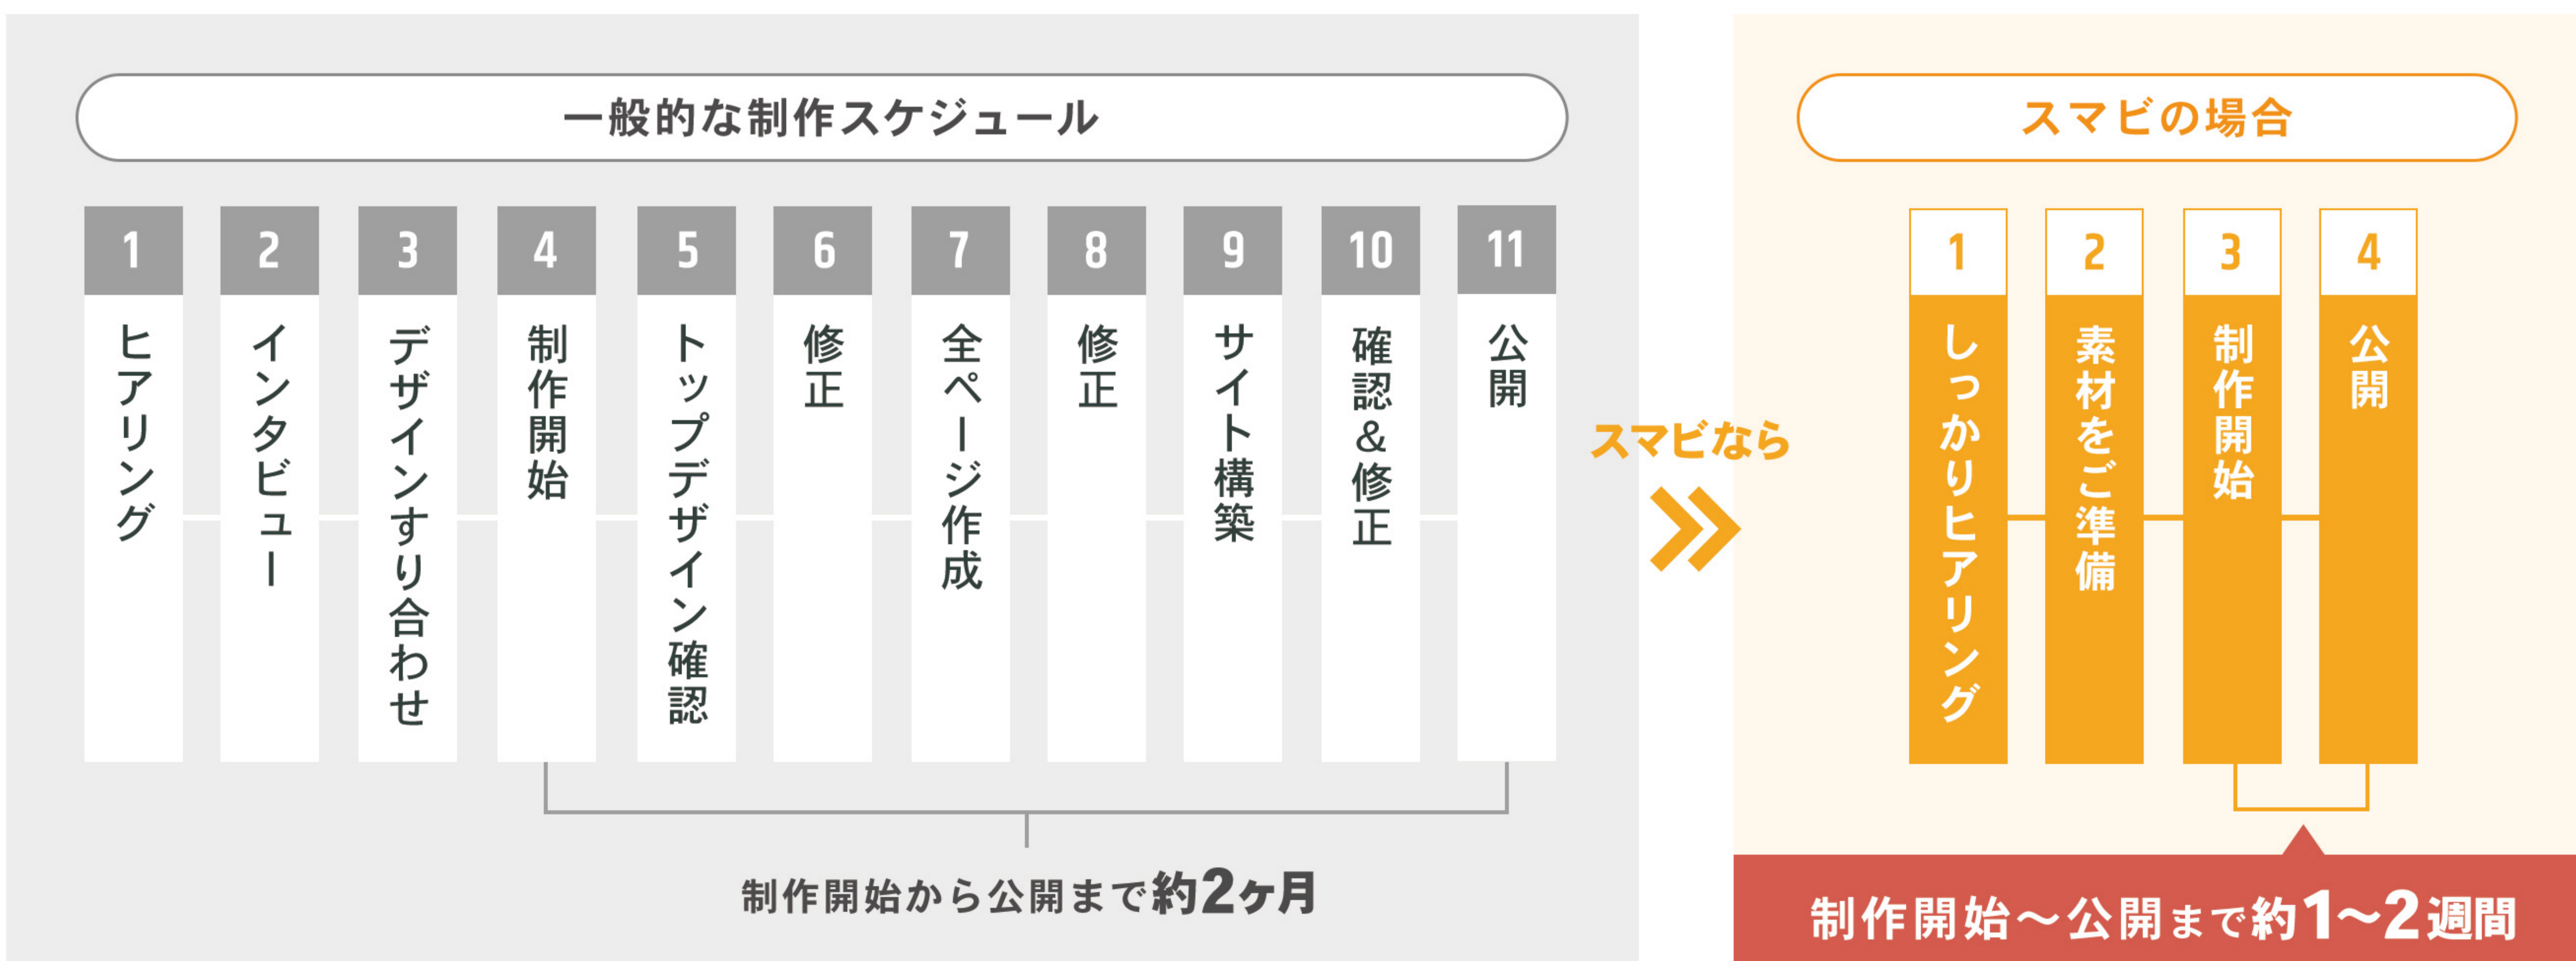 一般的な制作スケジュール
1
ヒアリング
2
インタビュー
3
デザインすり合わせ
4
制作開始
5
トップデザイン確認
6
修正
7
全ページ作成
8
修正
9
サイト構築
10
確認&修正
11
公開
制作開始から公開まで約2ヶ月
スマビなら
スマビの場合
1
しっかりヒアリング
2
素材をご準備
3
制作開始
4
公開
制作開始〜公開まで約1〜2週間